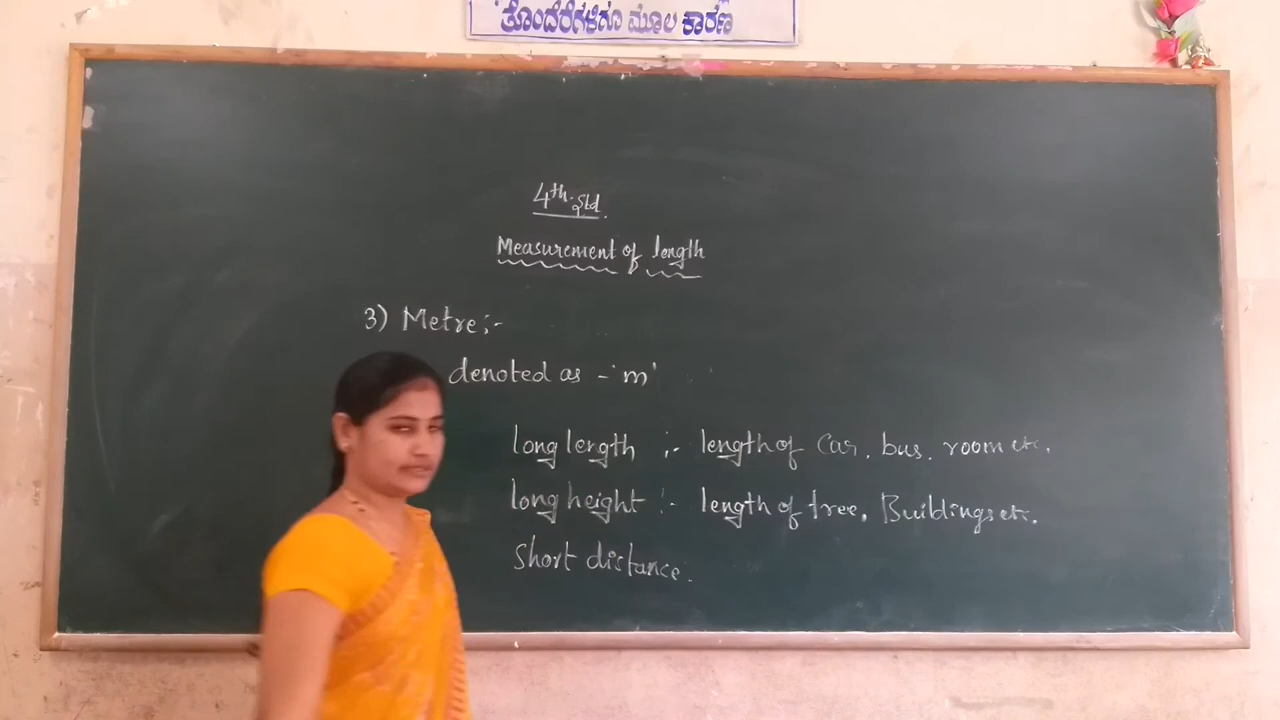 ತೊಂದರೆಗಳಿಗೂ ಮೂಲ ಕಾರಣ
4th. Std.
Measurement of length
3) Metre :-
denoted as - 'm'
long length :- length of Car, bus, room etc.
long height :- length of tree, Buildings etc.
Short distance.